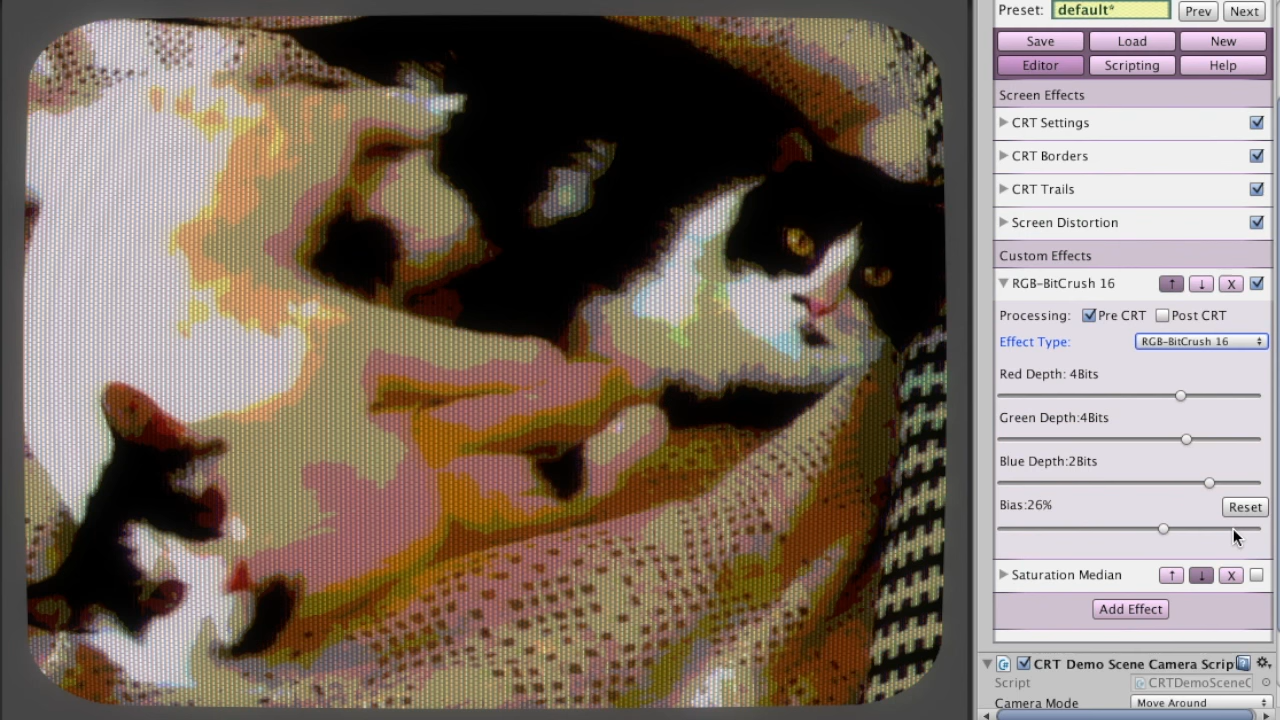 Preset: default* Prev Next
Save Load New
Editor Scripting Help
Screen Effects
CRT Settings
CRT Borders
CRT Trails
Screen Distortion
Custom Effects
RGB-BitCrush 16 ↑ ↓ X
Processing: Pre CRT Post CRT
Effect Type: RGB-BitCrush 16
Red Depth: 4Bits
Green Depth:4Bits
Blue Depth:2Bits
Bias:26% Reset
Saturation Median ↑ ↓ X
Add Effect
CRT Demo Scene Camera Scrip
Script CRTDemoSceneC
Camera Mode Move Around